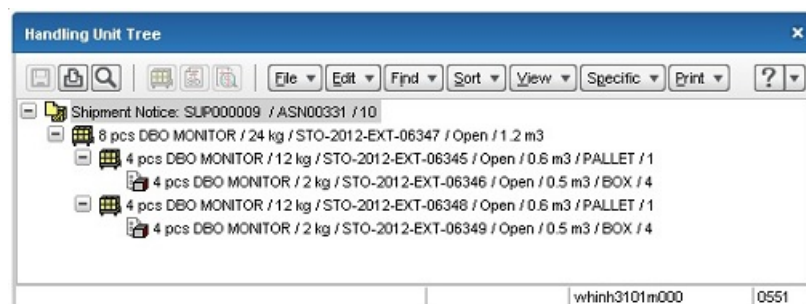 Handling Unit Tree
File Edit Find Sort View Specific Print ?
Shipment Notice: SUP000009 / ASN00331 / 10
8 pcs DBO MONITOR / 24 kg / STO-2012-EXT-06347 / Open / 1.2 m3
4 pcs DBO MONITOR / 12 kg / STO-2012-EXT-06345 / Open / 0.6 m3 / PALLET / 1
4 pcs DBO MONITOR / 2 kg / STO-2012-EXT-06346 / Open / 0.5 m3 / BOX / 4
4 pcs DBO MONITOR / 12 kg / STO-2012-EXT-06348 / Open / 0.6 m3 / PALLET / 1
4 pcs DBO MONITOR / 2 kg / STO-2012-EXT-06349 / Open / 0.5 m3 / BOX / 4
whinh3101m000 0551